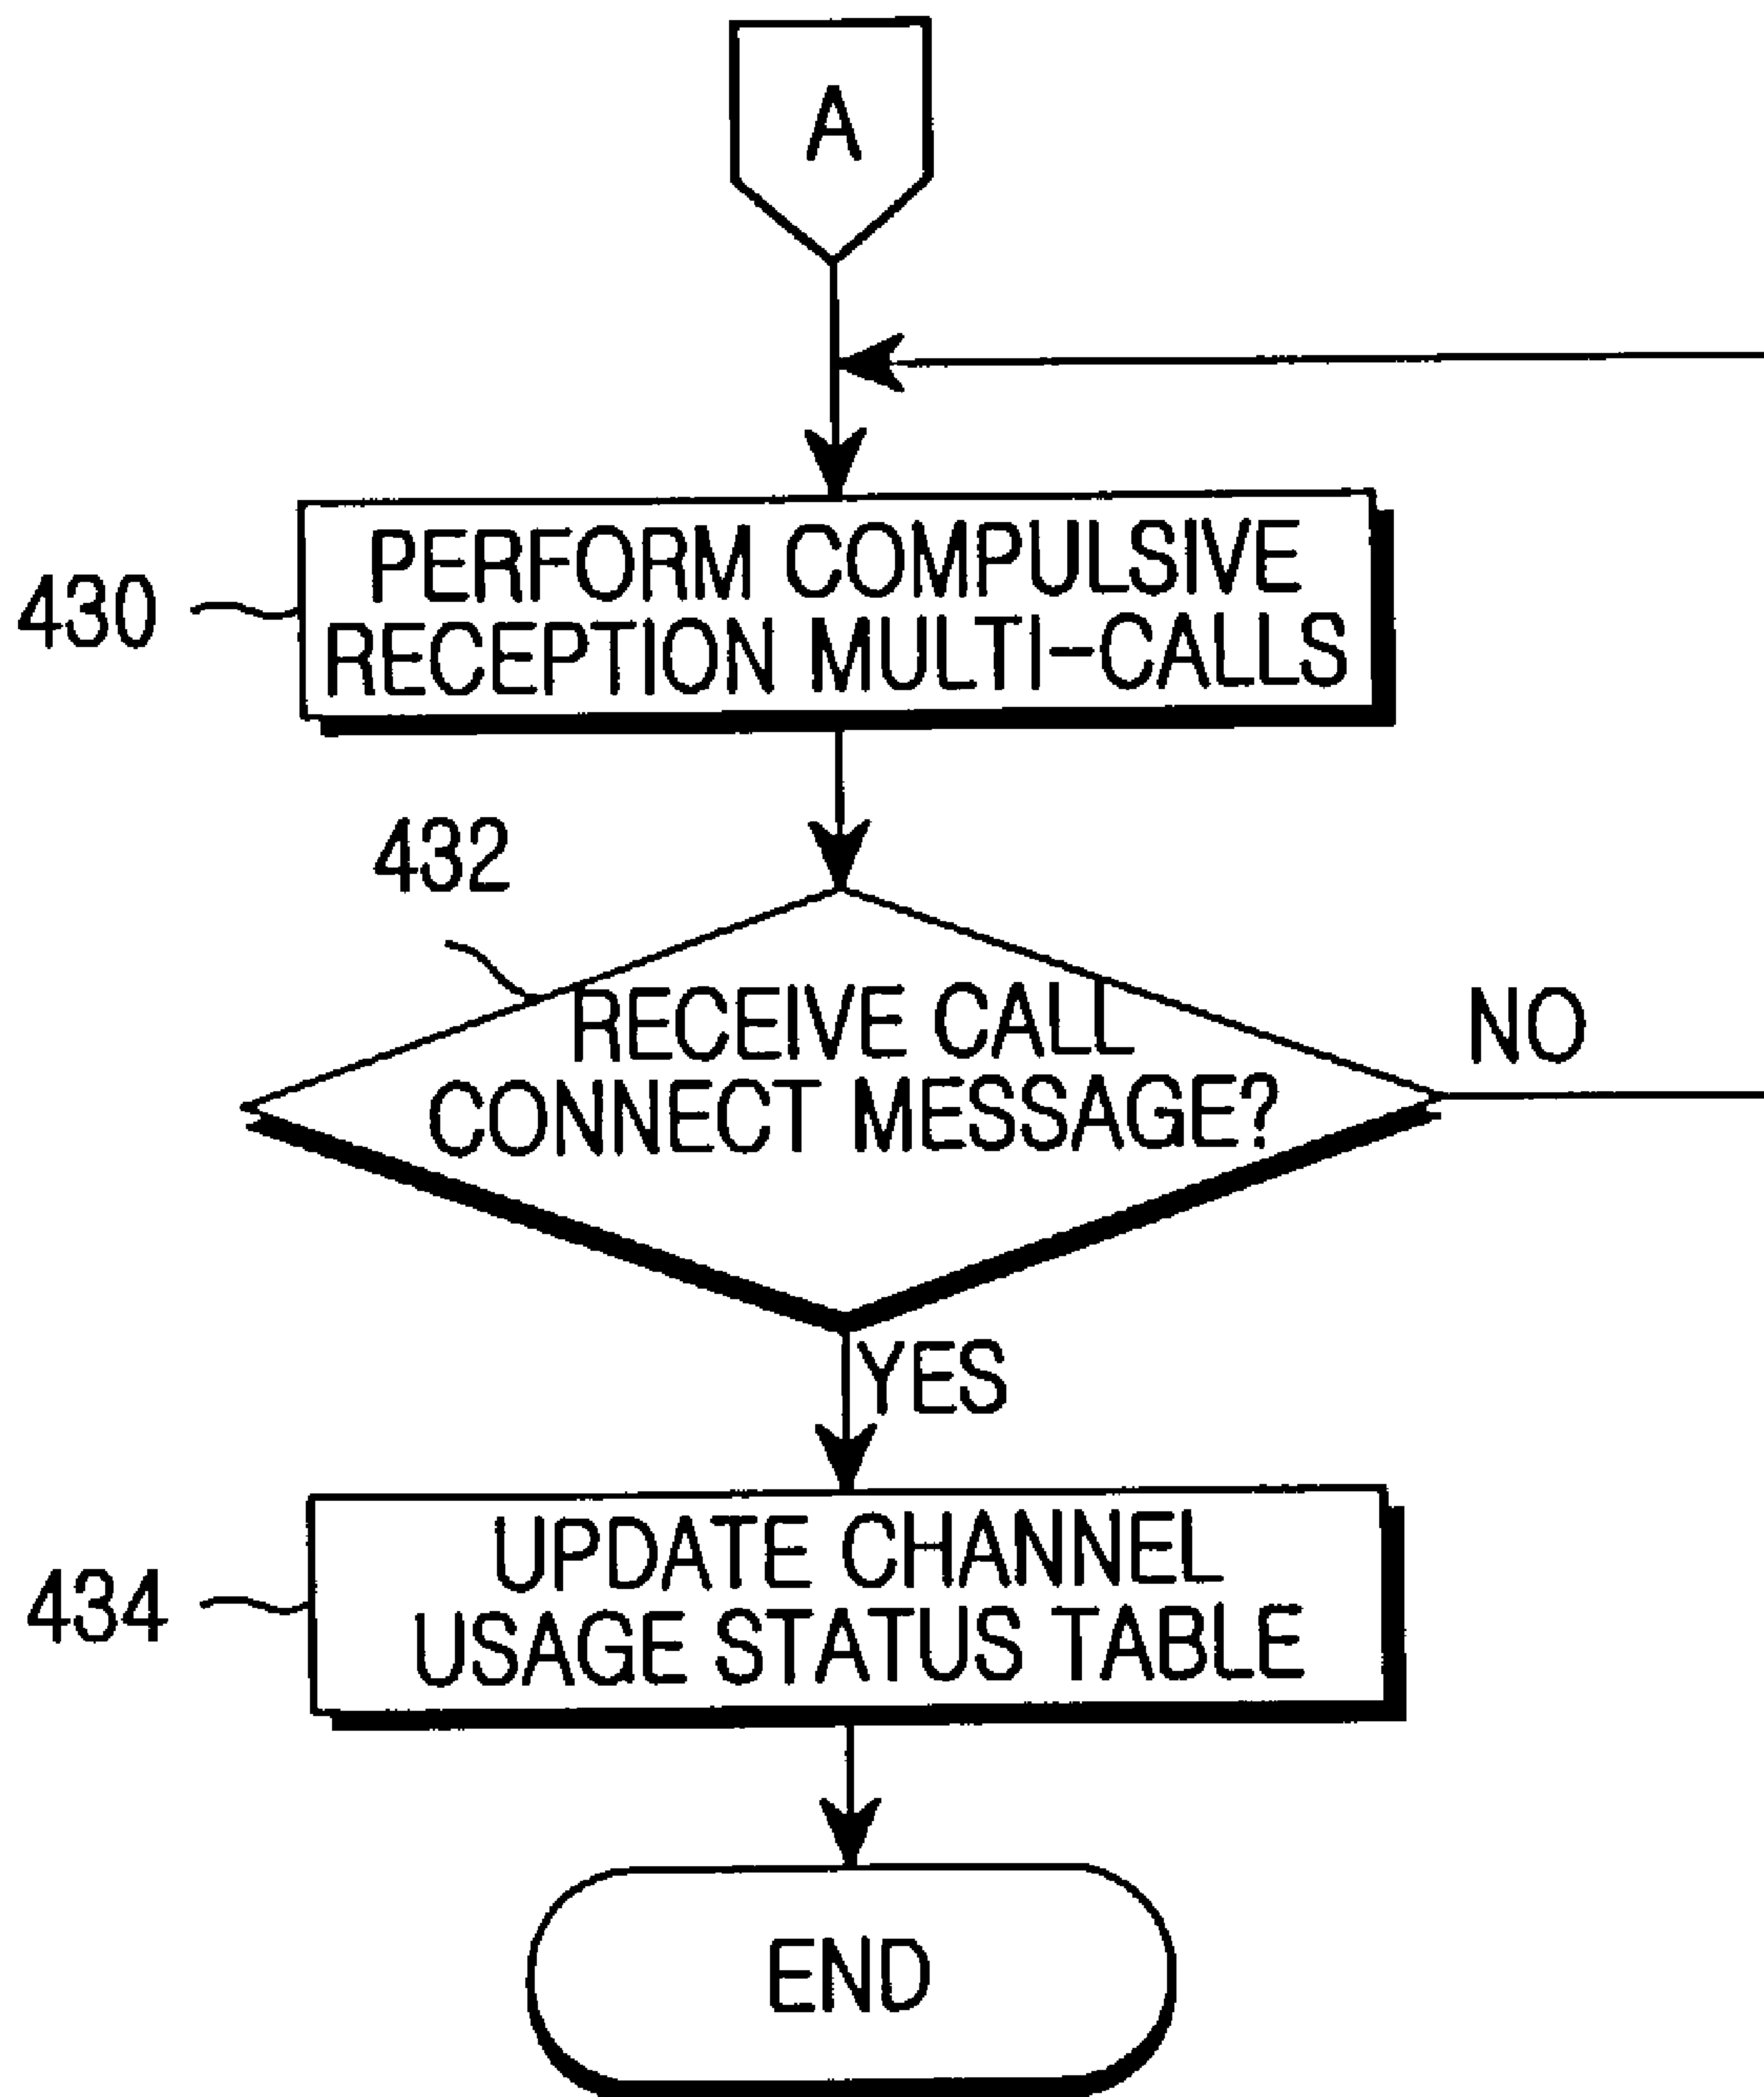 A
430
PERFORM COMPULSIVE
RECEPTION MULTI-CALLS
432
RECEIVE CALL
CONNECT MESSAGE?
NO
YES
434
UPDATE CHANNEL
USAGE STATUS TABLE
END